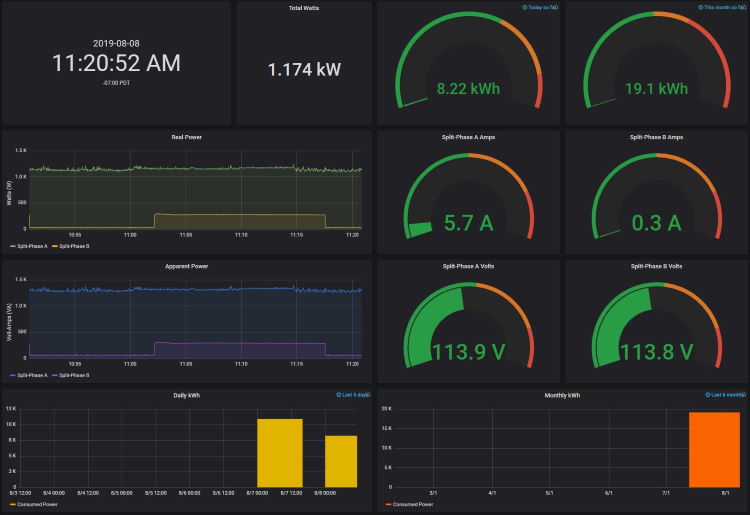 2019-08-08
11:20:52 AM
-07:00 PDT
Total Watts
1.174 kW
Today so far
8.22 kWh
This month so far
19.1 kWh
Real Power
1.5 K
1.0 K
500
0
Watts (W)
10:55 11:00 11:05 11:10 11:15 11:20
Split-Phase A Split-Phase B
Split-Phase A Amps
5.7 A
Split-Phase B Amps
0.3 A
Apparent Power
1.5 K
1.0 K
500
0
Volt-Amps (VA)
10:55 11:00 11:05 11:10 11:15 11:20
Split-Phase A Split-Phase B
Split-Phase A Volts
113.9 V
Split-Phase B Volts
113.8 V
Daily kWh
Last 5 days
13 K
10 K
8 K
5 K
3 K
0
8/3 12:00 8/4 00:00 8/4 12:00 8/5 00:00 8/5 12:00 8/6 00:00 8/6 12:00 8/7 00:00 8/7 12:00 8/8 00:00
Consumed Power
Monthly kWh
Last 6 months
20 K
15 K
10 K
5 K
0
3/1 4/1 5/1 6/1 7/1 8/1
Consumed Power